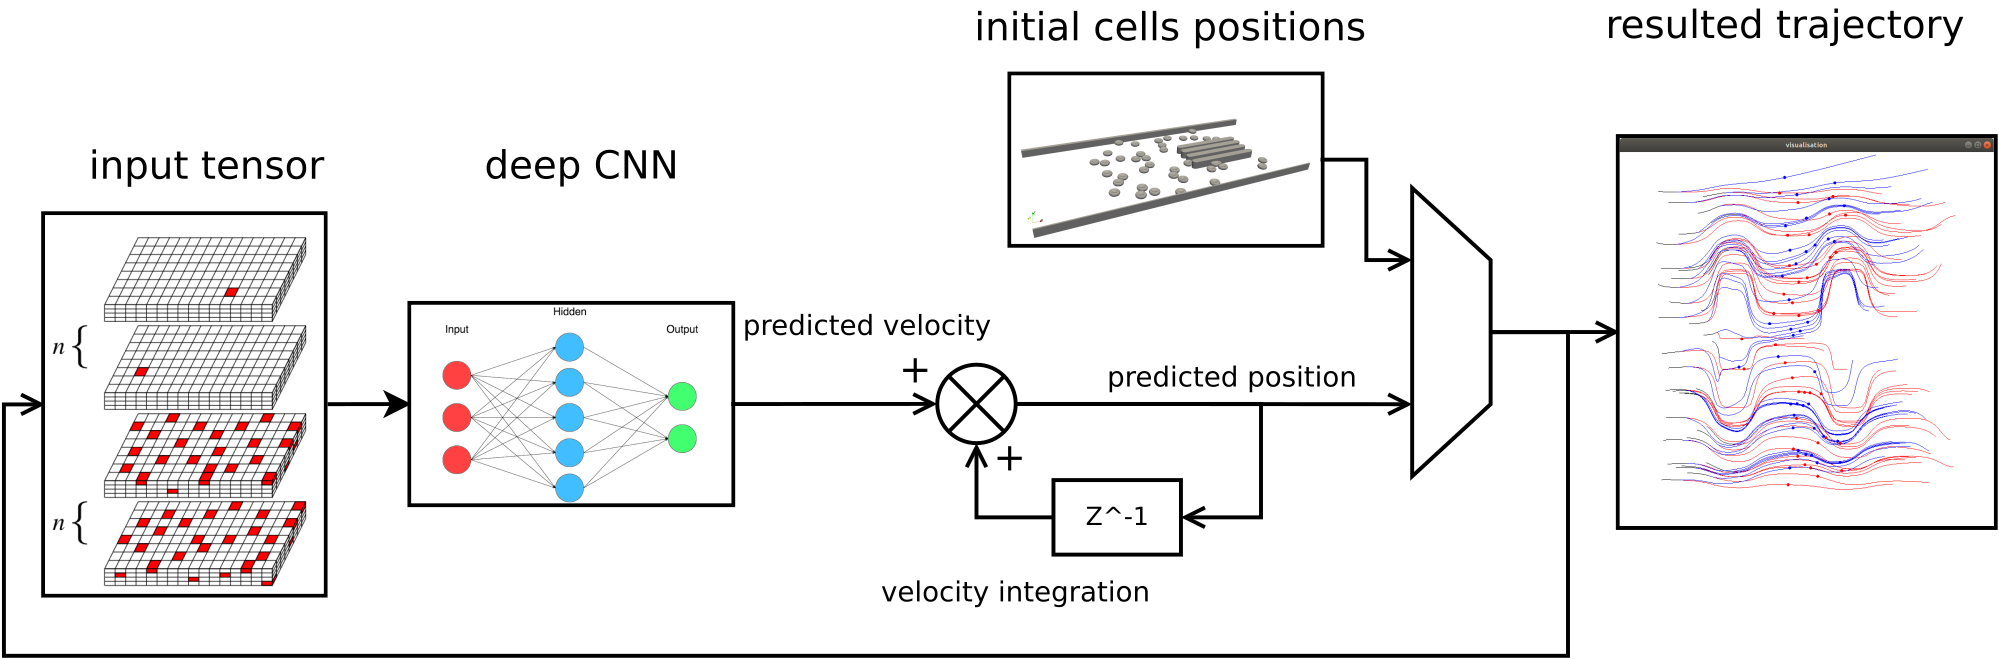 initial cells positions
resulted trajectory
input tensor
deep CNN
visualisation
Hidden
Input
Output
predicted velocity
n {
+
predicted position
+
n {
Z^-1
velocity integration